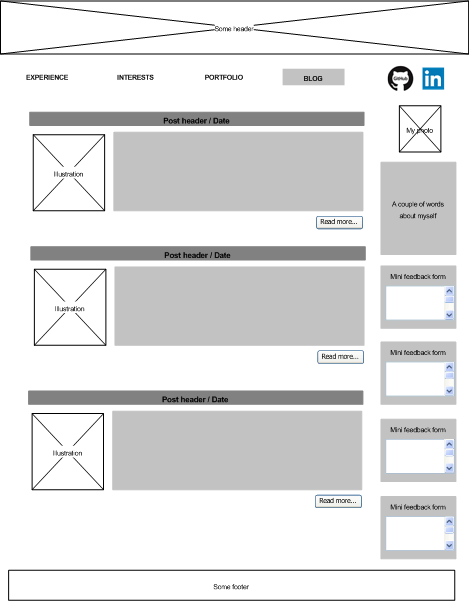 Some header
EXPERIENCE
INTERESTS
PORTFOLIO
BLOG
GitHub
in
My photo
A couple of words
about myself
Post header / Date
Illustration
Read more...
Post header / Date
Illustration
Read more...
Post header / Date
Illustration
Read more...
Mini feedback form
Mini feedback form
Mini feedback form
Mini feedback form
Some footer